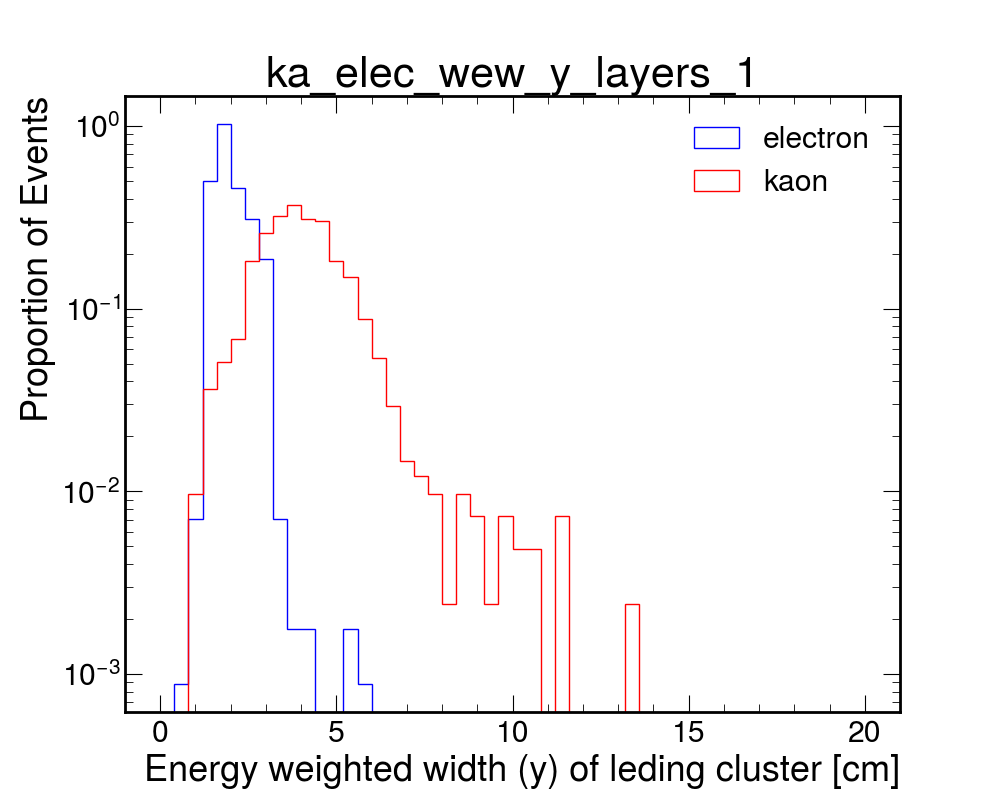 ka_elec_wew_y_layers_1
Proportion of Events
10⁰
10⁻¹
10⁻²
10⁻³
electron
kaon
0 5 10 15 20
Energy weighted width (y) of leding cluster [cm]